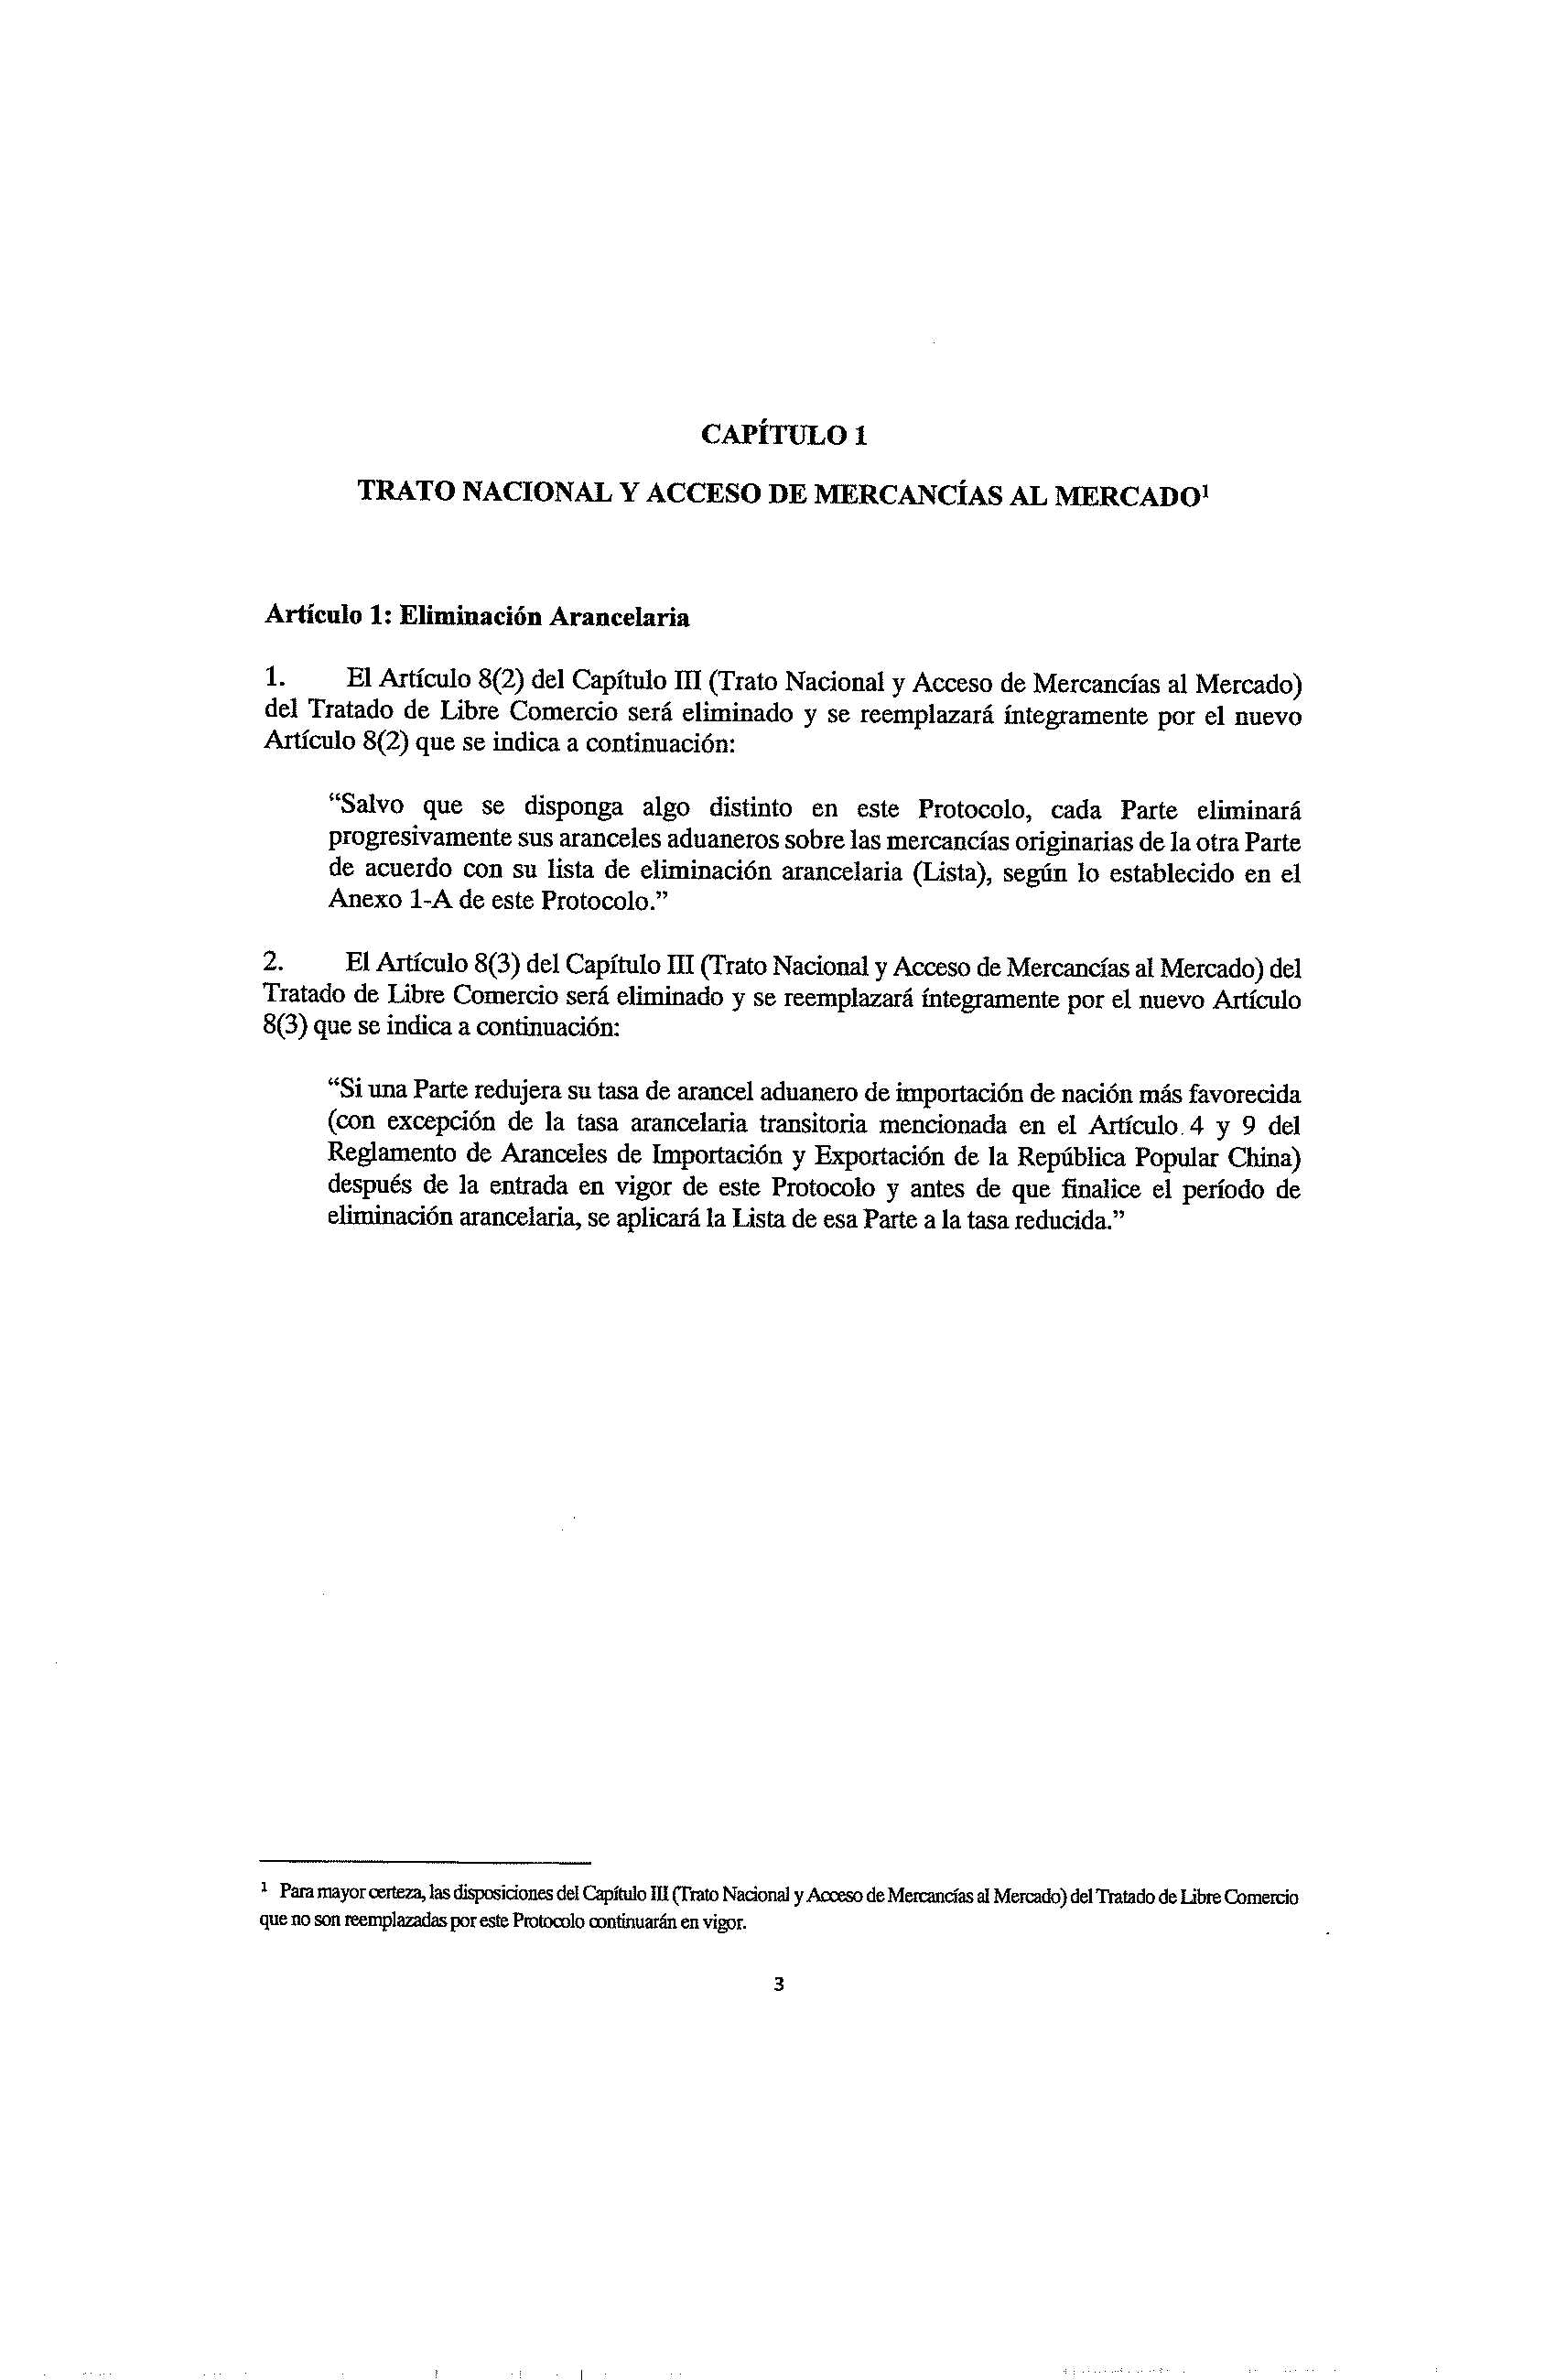 CAPÍTULO 1
TRATO NACIONAL Y ACCESO DE MERCANCÍAS AL MERCADO¹
Artículo 1: Eliminación Arancelaria
1. El Artículo 8(2) del Capítulo III (Trato Nacional y Acceso de Mercancías al Mercado)
del Tratado de Libre Comercio será eliminado y se reemplazará íntegramente por el nuevo
Artículo 8(2) que se indica a continuación:
“Salvo que se disponga algo distinto en este Protocolo, cada Parte eliminará
progresivamente sus aranceles aduaneros sobre las mercancías originarias de la otra Parte
de acuerdo con su lista de eliminación arancelaria (Lista), según lo establecido en el
Anexo 1-A de este Protocolo.”
2. El Artículo 8(3) del Capítulo III (Trato Nacional y Acceso de Mercancías al Mercado) del
Tratado de Libre Comercio será eliminado y se reemplazará íntegramente por el nuevo Artículo
8(3) que se indica a continuación:
“Si una Parte redujera su tasa de arancel aduanero de importación de nación más favorecida
(con excepción de la tasa arancelaria transitoria mencionada en el Artículo 4 y 9 del
Reglamento de Aranceles de Importación y Exportación de la República Popular China)
después de la entrada en vigor de este Protocolo y antes de que finalice el período de
eliminación arancelaria, se aplicará la Lista de esa Parte a la tasa reducida.”
¹ Para mayor certeza, las disposiciones del Capítulo III (Trato Nacional y Acceso de Mercancías al Mercado) del Tratado de Libre Comercio
que no son reemplazadas por este Protocolo continuarán en vigor.
3